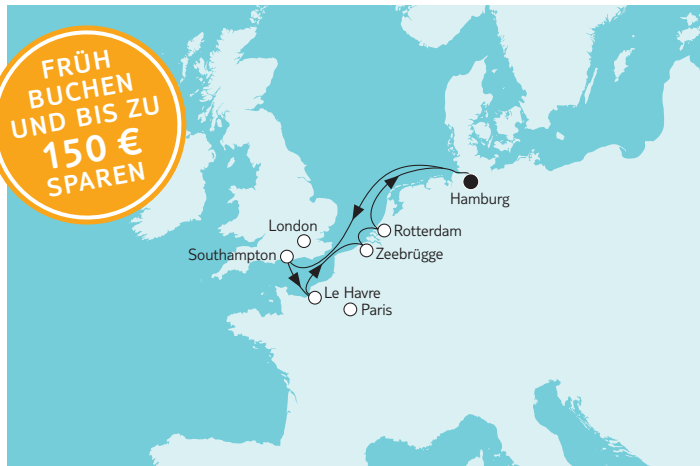 FRÜH
BUCHEN
UND BIS ZU
150 €
SPAREN
Hamburg
London
Rotterdam
Southampton
Zeebrügge
Le Havre
Paris